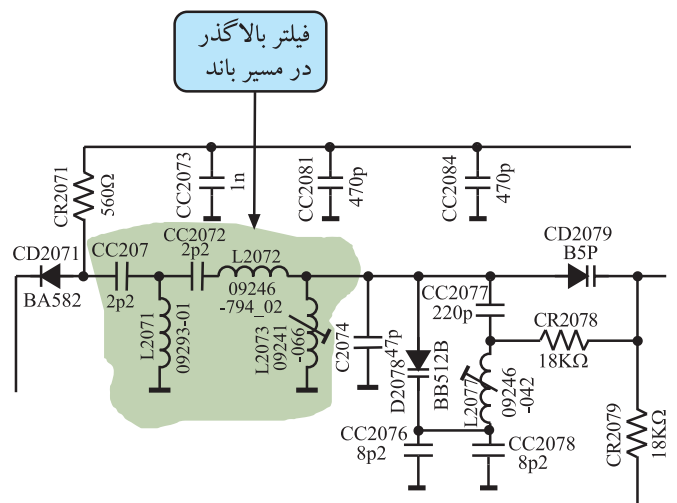 فیلتر بالاگذر
در مسیر باند
CR2071
560Ω
CC2073
1n
CC2081
470p
CC2084
470p
CD2071
BA582
CC207
2p2
CC2072
2p2
L2072
09246
-794_02
L2071
09293-01
L2073
09241
-066
C2074
47p
D2078
BB512B
CC2077
220p
L2077
09246
-042
CD2079
B5P
CR2078
18KΩ
CR2079
18KΩ
CC2076
8p2
CC2078
8p2